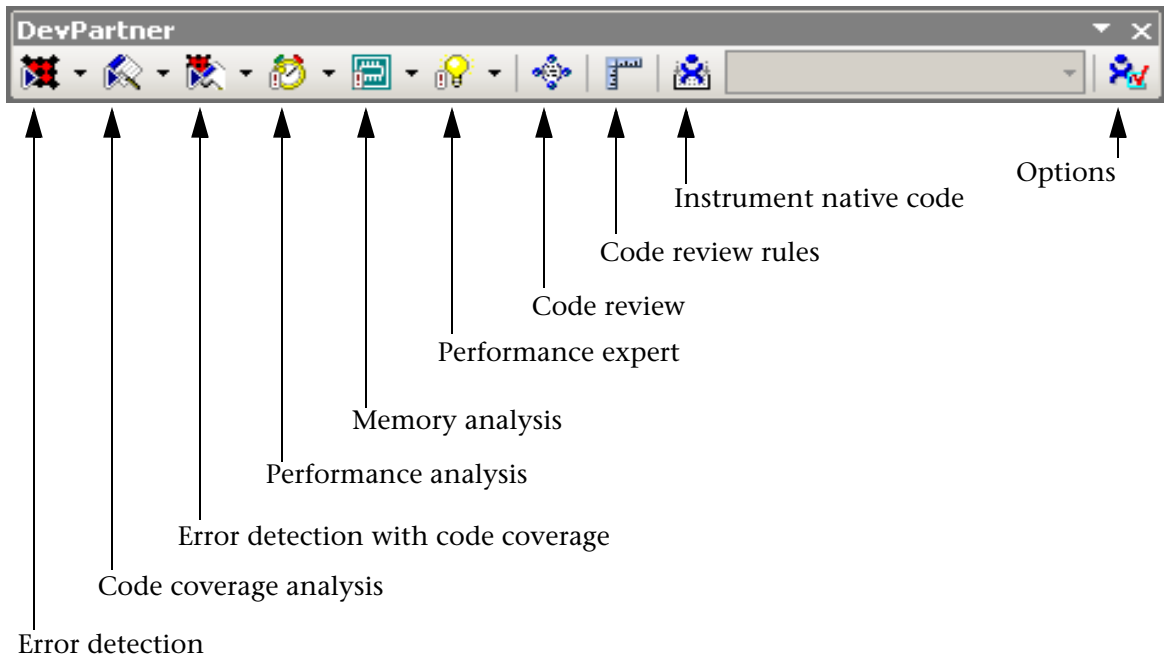 DevPartner
Options
Instrument native code
Code review rules
Code review
Performance expert
Memory analysis
Performance analysis
Error detection with code coverage
Code coverage analysis
Error detection